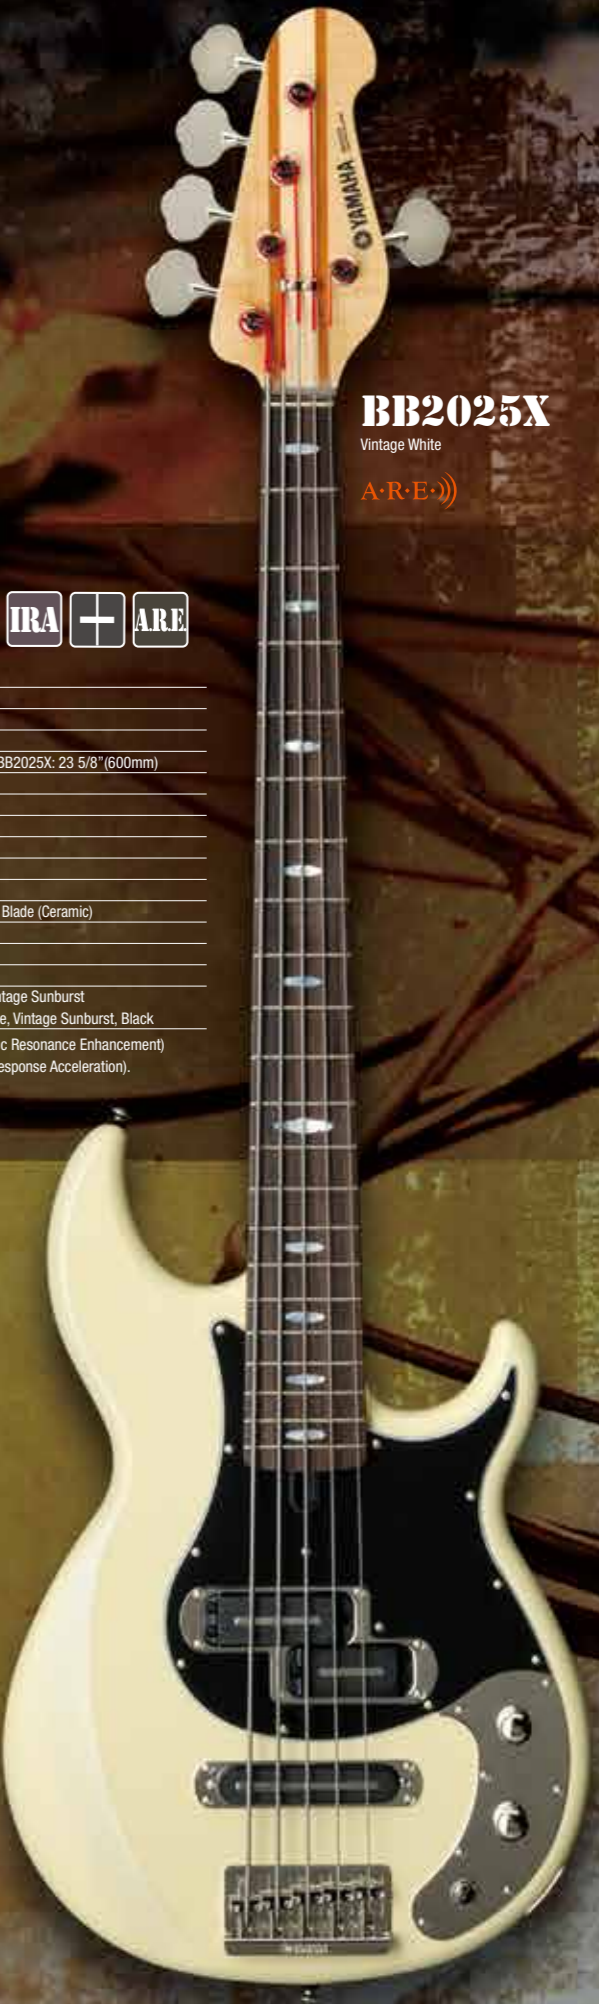 YAMAHA
BB2025X
Vintage White
A·R·E·
IRA
A.R.E.
BB2025X: 23 5/8”(600mm)
Blade (Ceramic)
tage Sunburst
e, Vintage Sunburst, Black
c Resonance Enhancement)
esponse Acceleration).